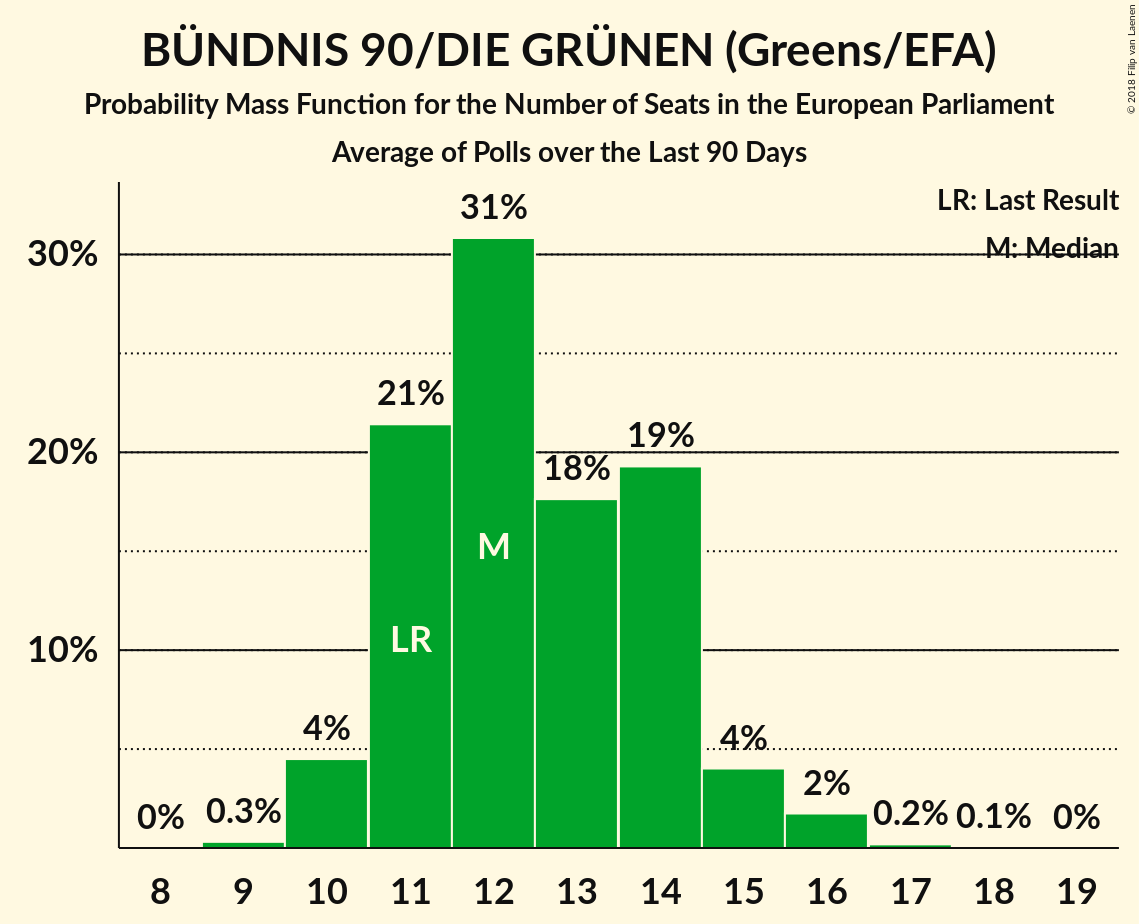 BÜNDNIS 90/DIE GRÜNEN (Greens/EFA)
Probability Mass Function for the Number of Seats in the European Parliament
Average of Polls over the Last 90 Days
© 2018 Filip van Laenen
LR: Last Result
M: Median
30%
20%
10%
0%
0.3%
4%
21%
31%
18%
19%
4%
2%
0.2%
0.1%
0%
LR
M
8 9 10 11 12 13 14 15 16 17 18 19